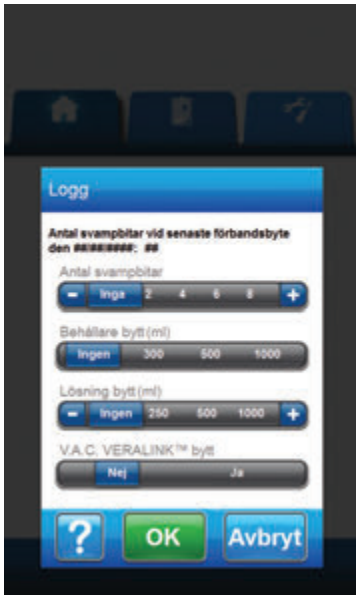 Logg
Antal svampbitar vid senaste förbandsbyte
den ##/##/####: ##
Antal svampbitar
- Inga 2 4 6 8 +
Behållare bytt (ml)
Ingen 300 500 1000
Lösning bytt (ml)
- Ingen 250 500 1000 +
V.A.C. VERALINK™ bytt
Nej Ja
? OK Avbryt